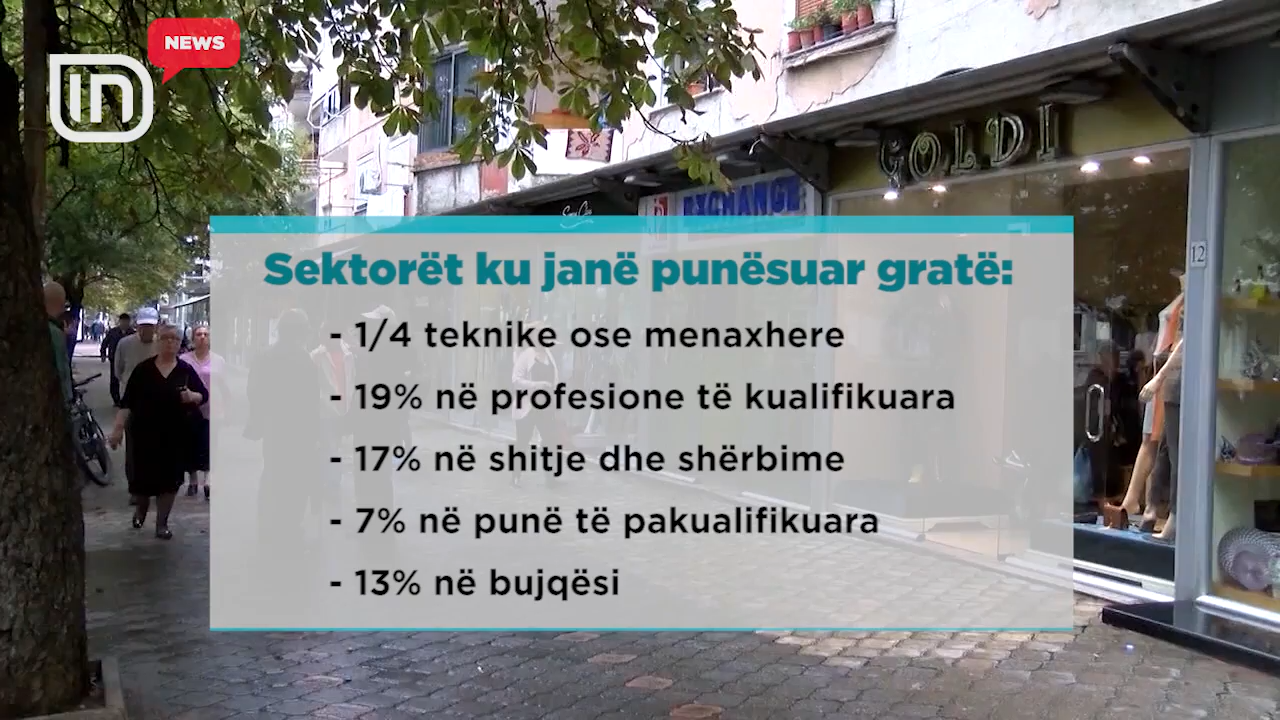 NEWS
IN
GOLDI
EXCHANGE
12
Sektorët ku janë punësuar gratë:
- 1/4 teknike ose menaxhere
- 19% në profesione të kualifikuara
- 17% në shitje dhe shërbime
- 7% në punë të pakualifikuara
- 13% në bujqësi